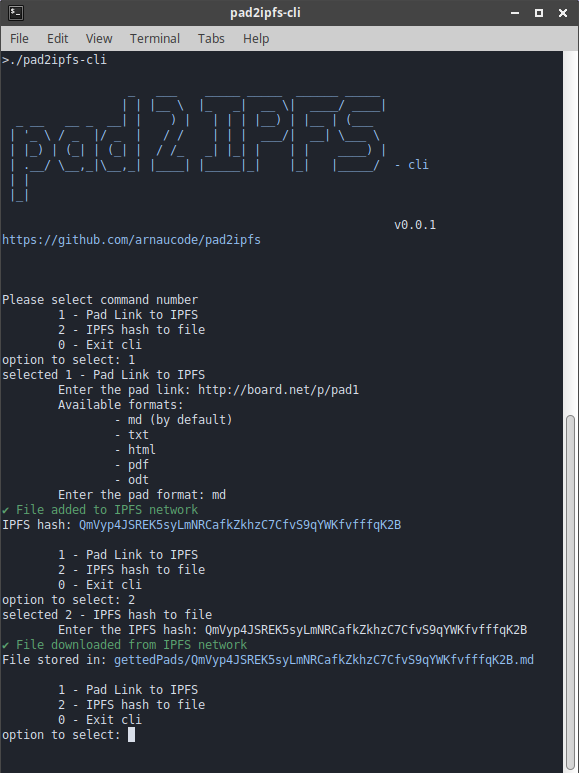 pad2ipfs-cli
File Edit View Terminal Tabs Help
>./pad2ipfs-cli
pad2IPFS - cli
v0.0.1
https://github.com/arnaucode/pad2ipfs
Please select command number
1 - Pad Link to IPFS
2 - IPFS hash to file
0 - Exit cli
option to select: 1
selected 1 - Pad Link to IPFS
Enter the pad link: http://board.net/p/pad1
Available formats:
- md (by default)
- txt
- html
- pdf
- odt
Enter the pad format: md
✔ File added to IPFS network
IPFS hash: QmVyp4JSREK5syLmNRCafkZkhzC7CfvS9qYWKfvfffqK2B
1 - Pad Link to IPFS
2 - IPFS hash to file
0 - Exit cli
option to select: 2
selected 2 - IPFS hash to file
Enter the IPFS hash: QmVyp4JSREK5syLmNRCafkZkhzC7CfvS9qYWKfvfffqK2B
✔ File downloaded from IPFS network
File stored in: gettedPads/QmVyp4JSREK5syLmNRCafkZkhzC7CfvS9qYWKfvfffqK2B.md
1 - Pad Link to IPFS
2 - IPFS hash to file
0 - Exit cli
option to select: